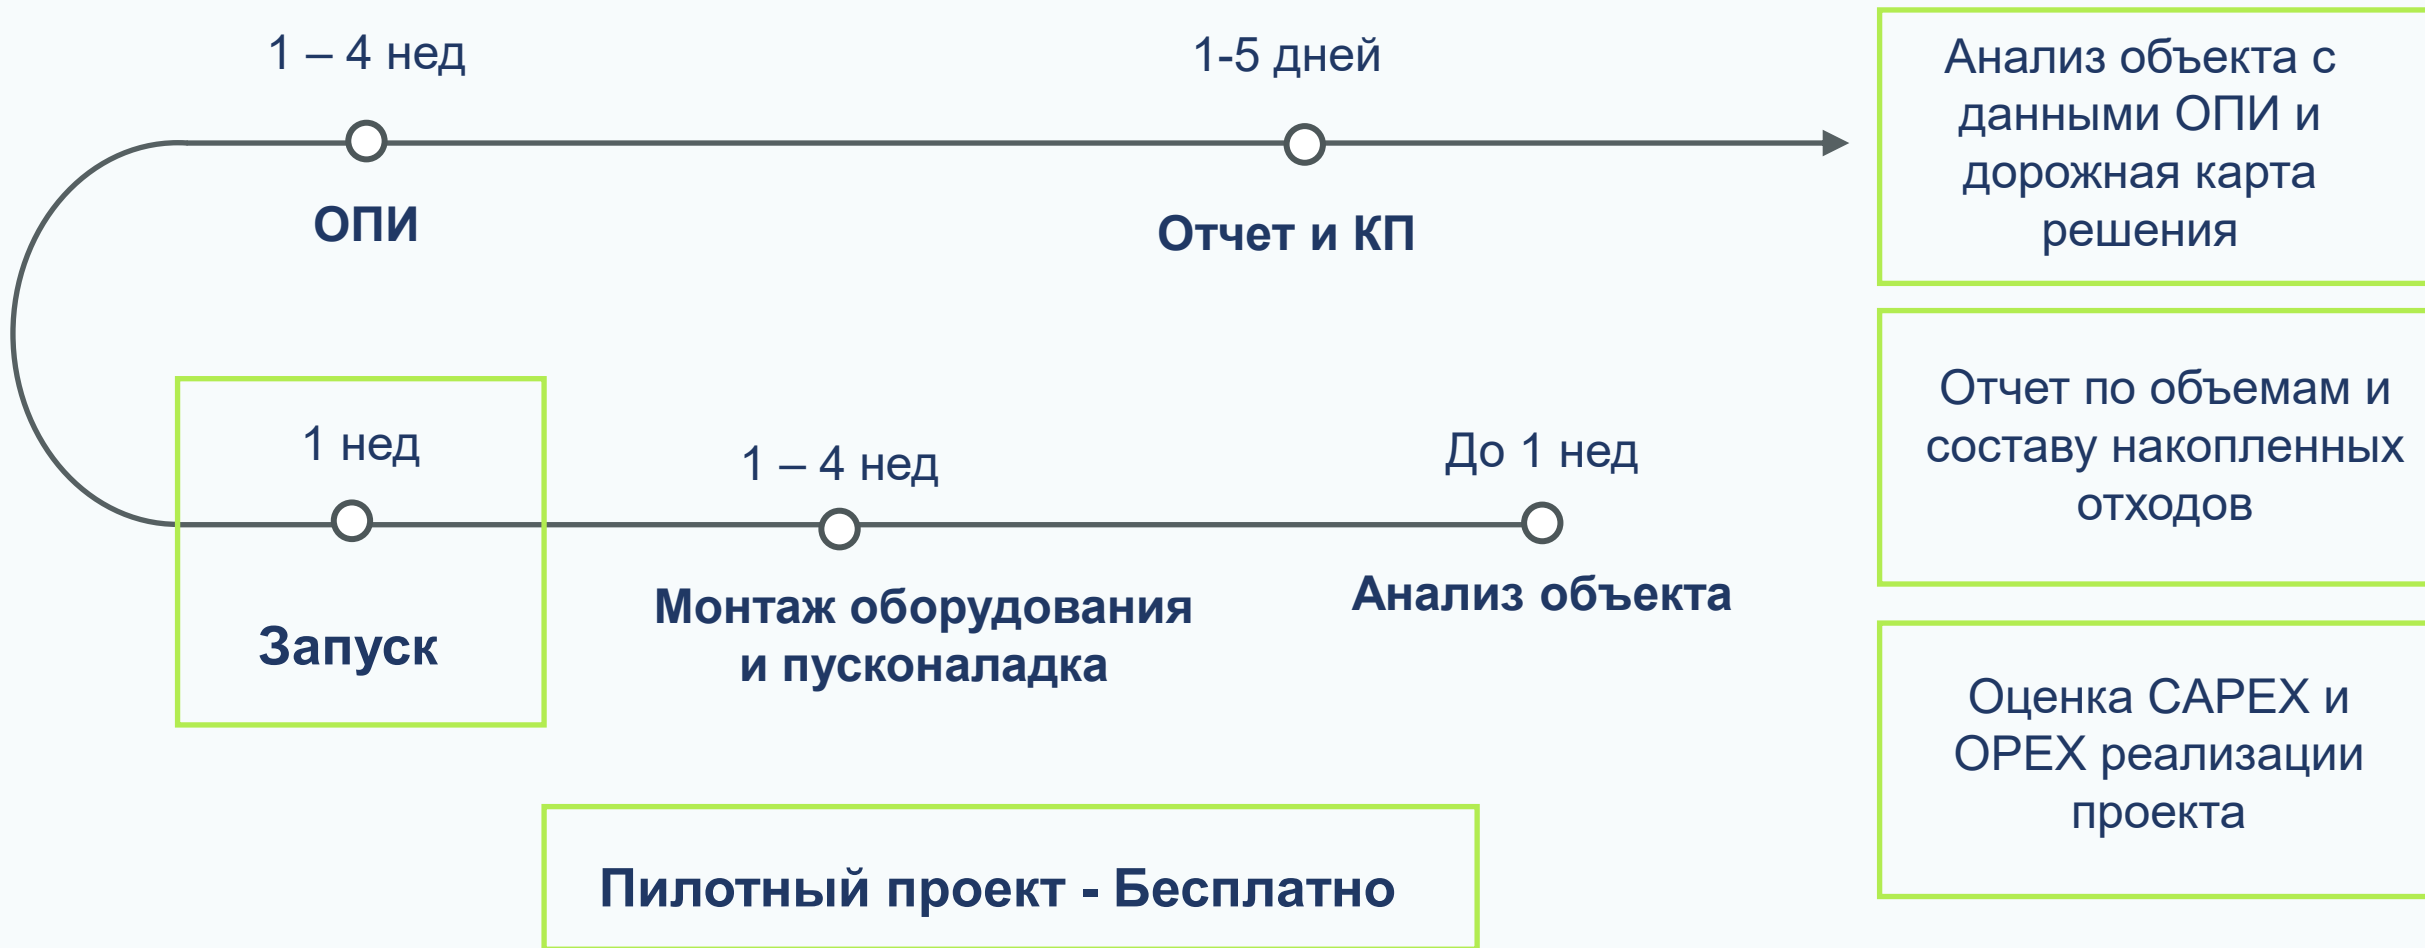 1 – 4 нед
1-5 дней
ОПИ
Отчет и КП
1 нед
1 – 4 нед
До 1 нед
Запуск
Монтаж оборудования
и пусконаладка
Анализ объекта
Пилотный проект - Бесплатно
Анализ объекта с
данными ОПИ и
дорожная карта
решения
Отчет по объемам и
составу накопленных
отходов
Оценка CAPEX и
OPEX реализации
проекта